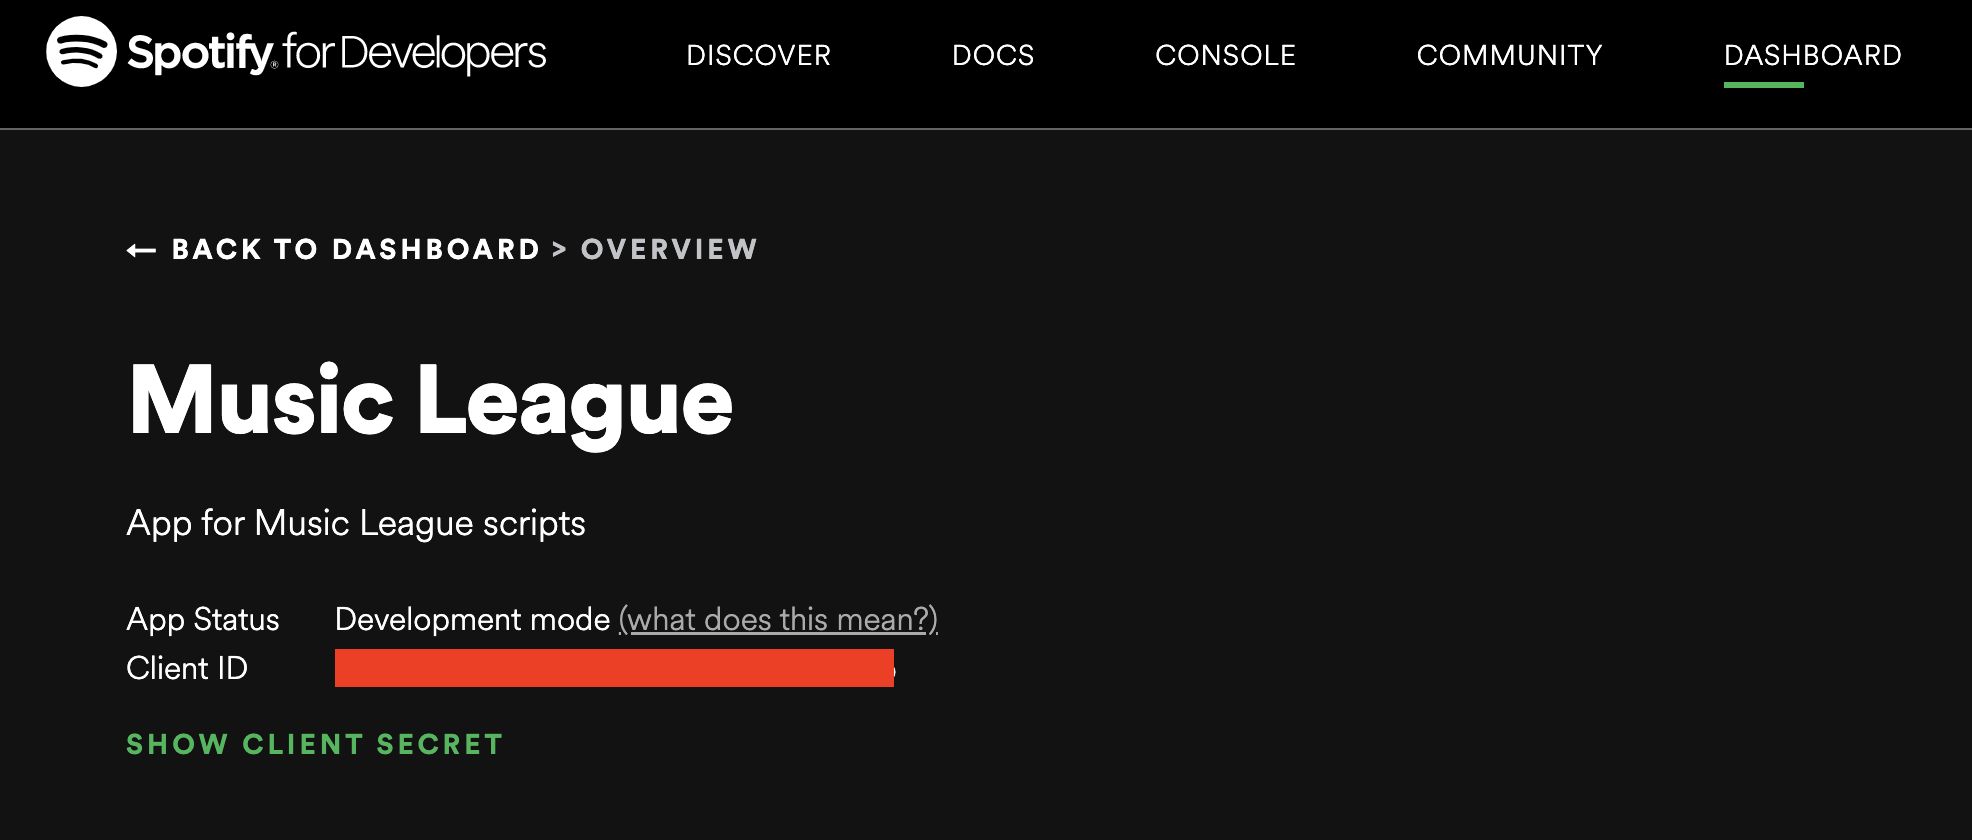 Spotify® for Developers
DISCOVER
DOCS
CONSOLE
COMMUNITY
DASHBOARD
← BACK TO DASHBOARD > OVERVIEW
Music League
App for Music League scripts
App Status Development mode (what does this mean?)
Client ID
SHOW CLIENT SECRET